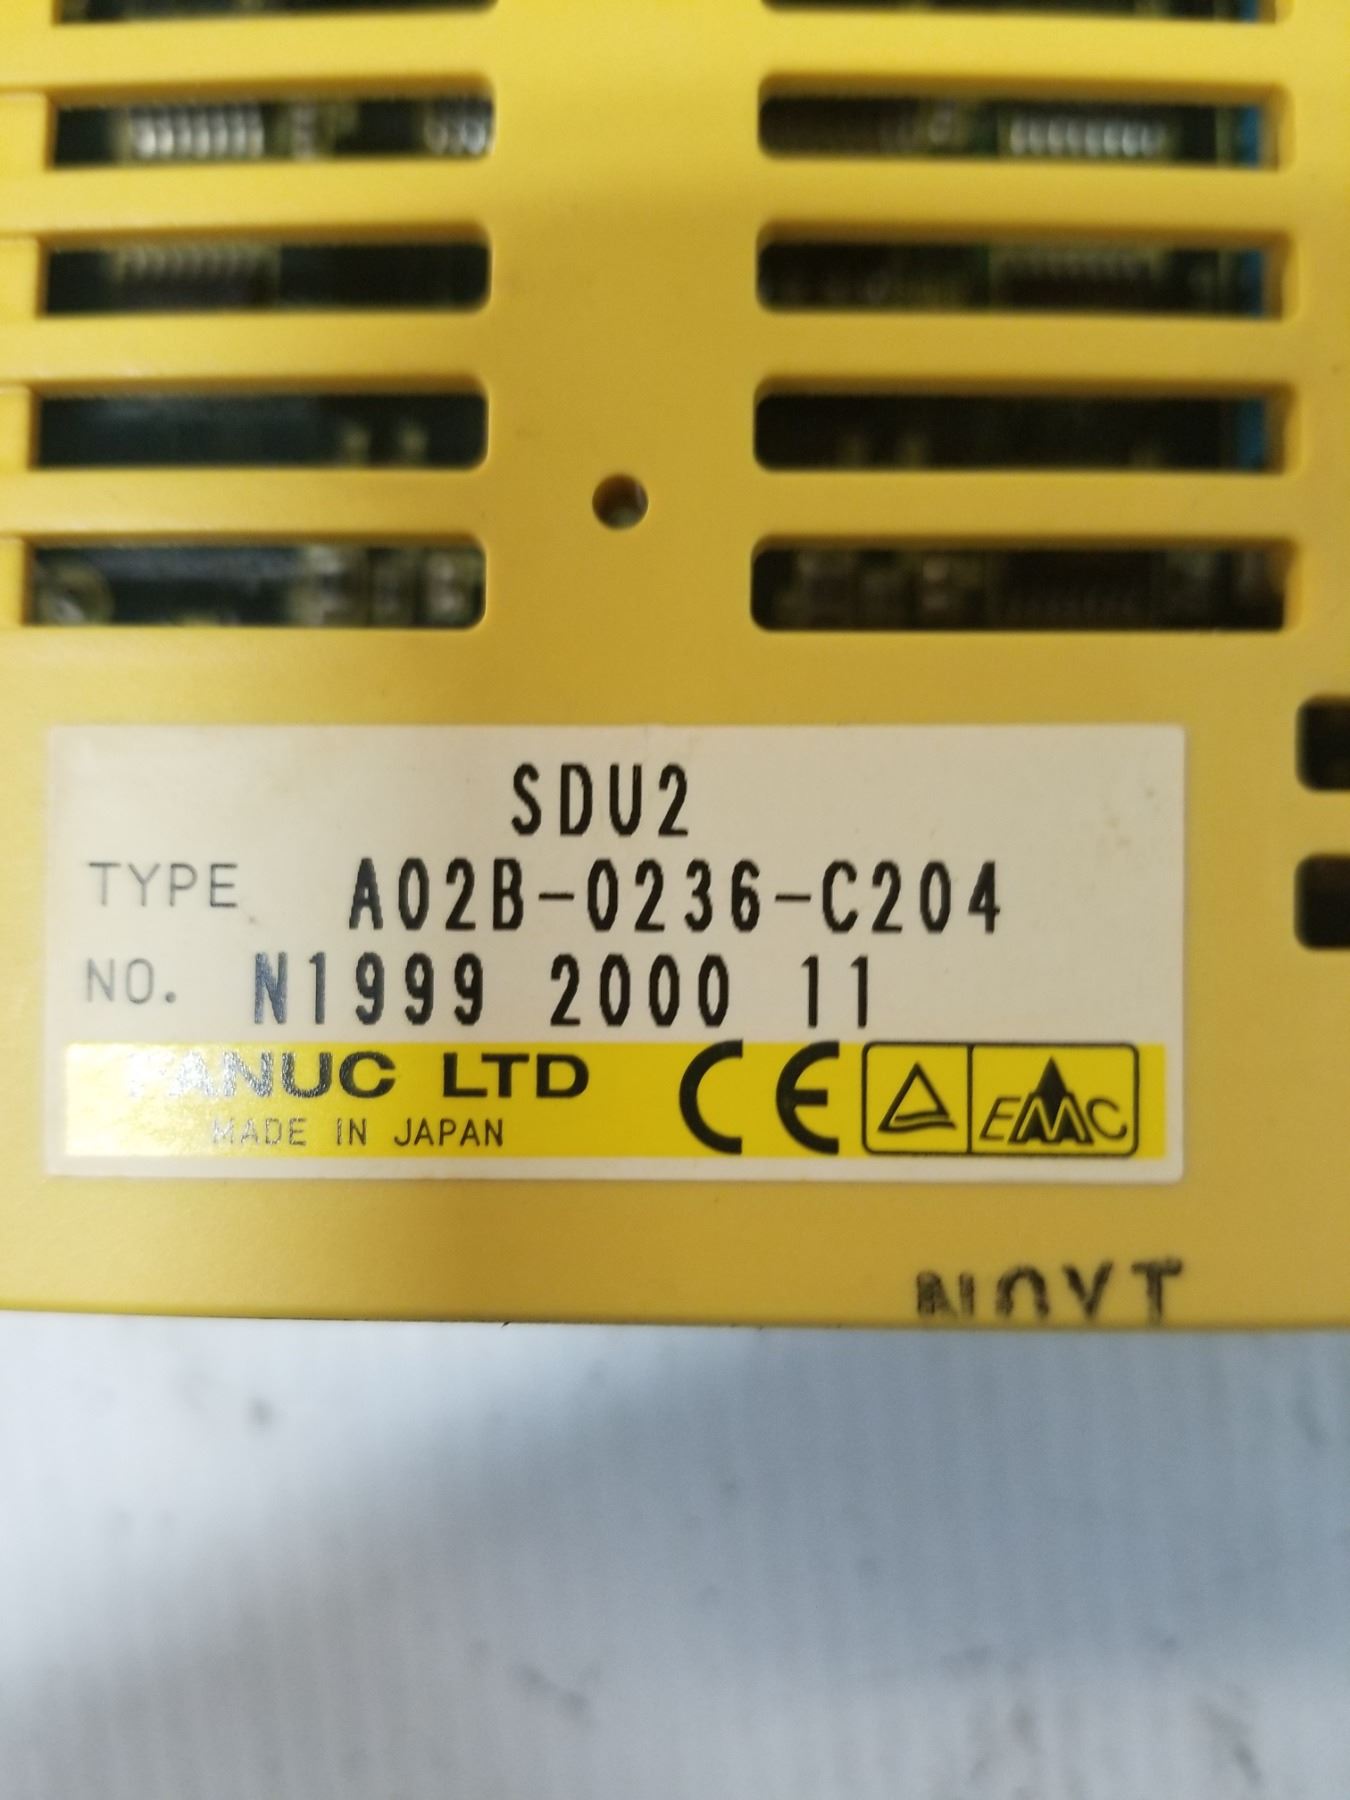 SDU2
TYPE A02B-0236-C204
NO. N1999 2000 11
FANUC LTD CE EMC
MADE IN JAPAN